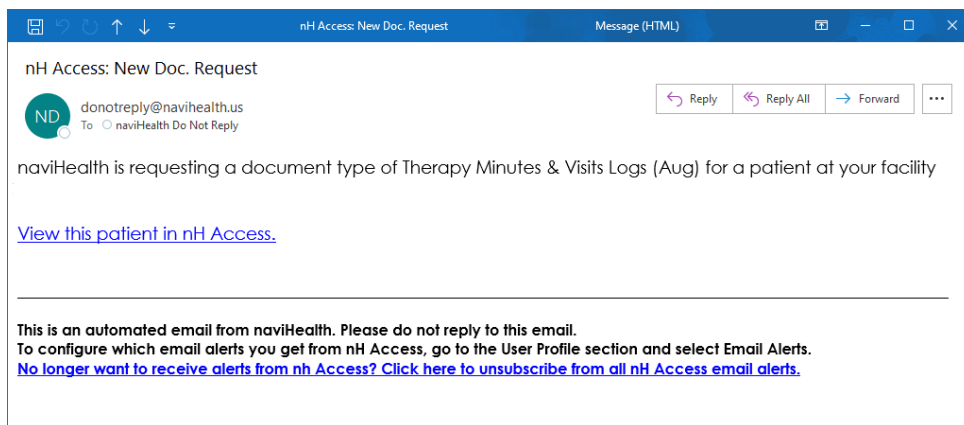 nH Access: New Doc. Request Message (HTML)
nH Access: New Doc. Request
ND
donotreply@navihealth.us
To naviHealth Do Not Reply
Reply Reply All Forward
naviHealth is requesting a document type of Therapy Minutes & Visits Logs (Aug) for a patient at your facility
View this patient in nH Access.
This is an automated email from naviHealth. Please do not reply to this email.
To configure which email alerts you get from nH Access, go to the User Profile section and select Email Alerts.
No longer want to receive alerts from nh Access? Click here to unsubscribe from all nH Access email alerts.